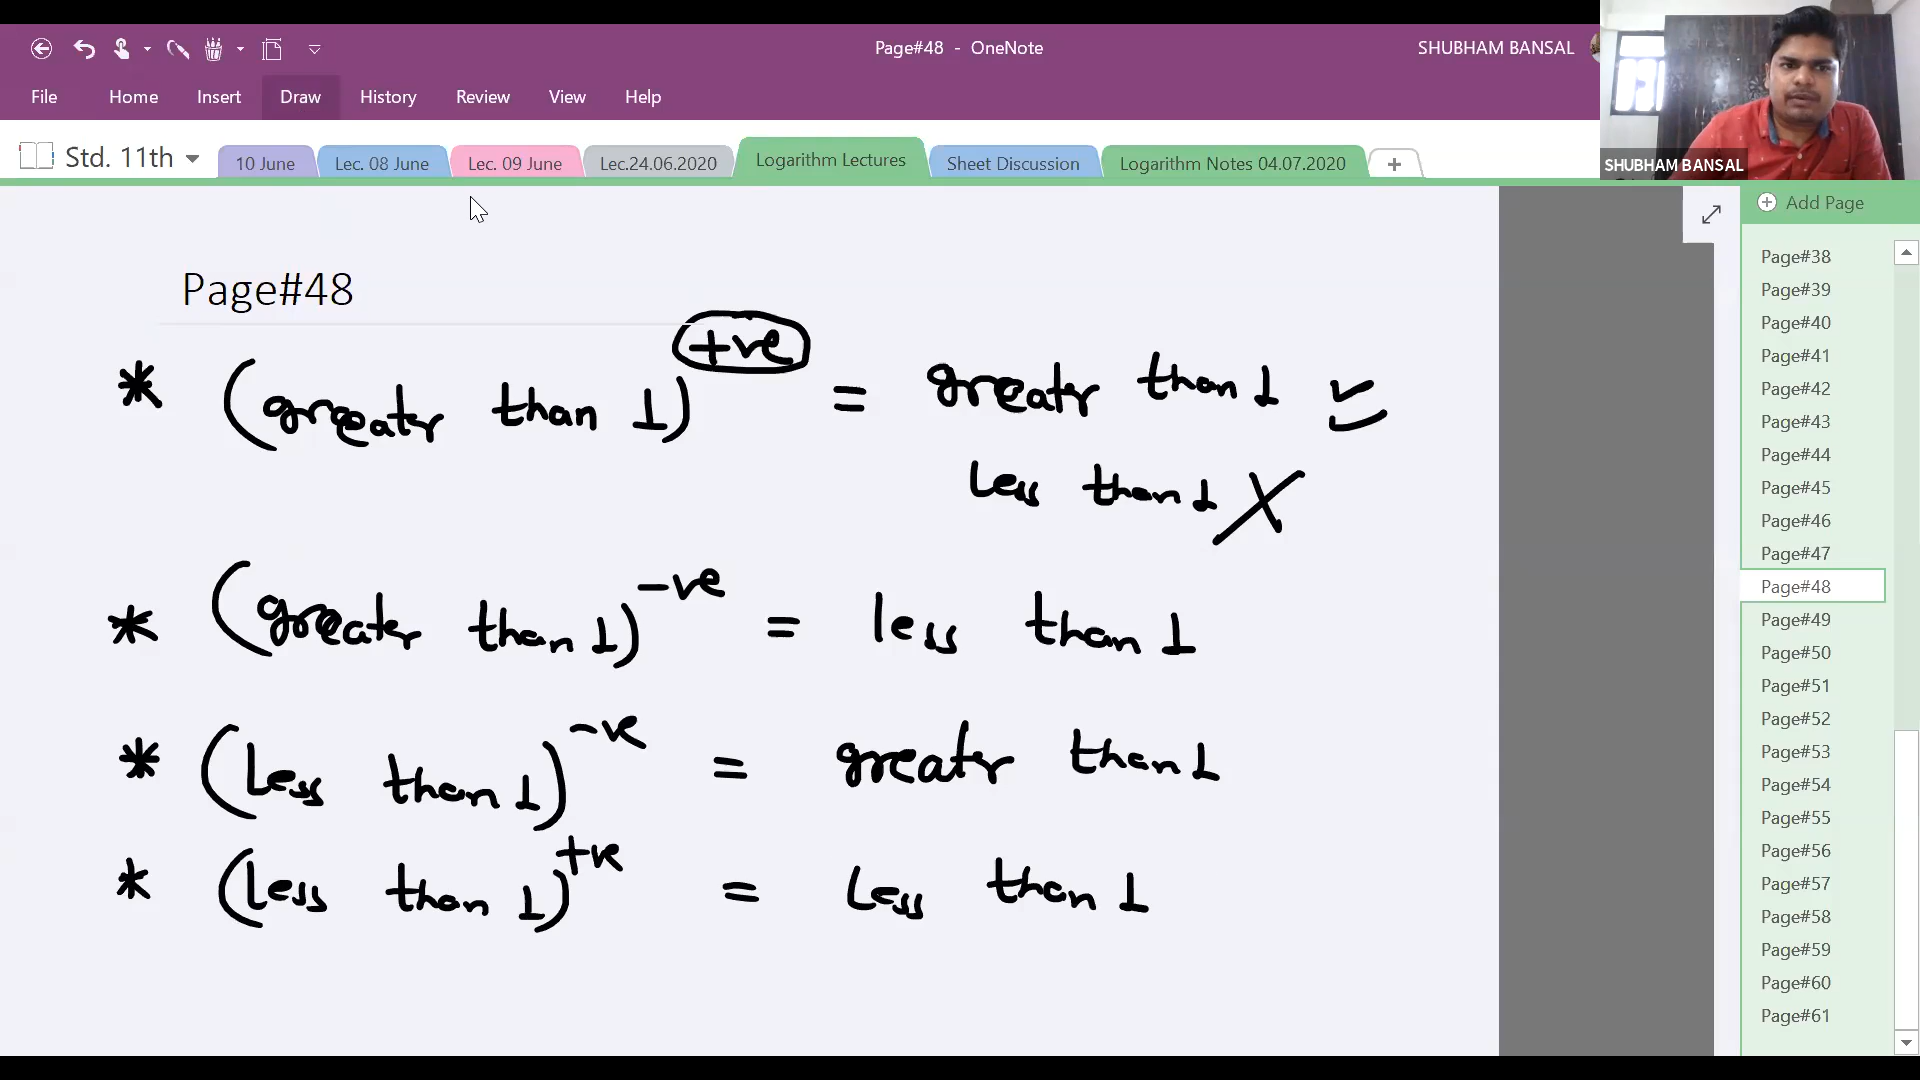 Page#48 - OneNote
SHUBHAM BANSAL
File Home Insert Draw History Review View Help
Std. 11th
10 June
Lec. 08 June
Lec. 09 June
Lec.24.06.2020
Logarithm Lectures
Sheet Discussion
Logarithm Notes 04.07.2020
SHUBHAM BANSAL
Page#48
* (greater than 1)^+ve = greater than 1 ✓
less than 1 X
* (greater than 1)^-ve = less than 1
* (Less than 1)^-ve = greater than 1
* (Less than 1)^+ve = Less than 1
Add Page
Page#38
Page#39
Page#40
Page#41
Page#42
Page#43
Page#44
Page#45
Page#46
Page#47
Page#48
Page#49
Page#50
Page#51
Page#52
Page#53
Page#54
Page#55
Page#56
Page#57
Page#58
Page#59
Page#60
Page#61